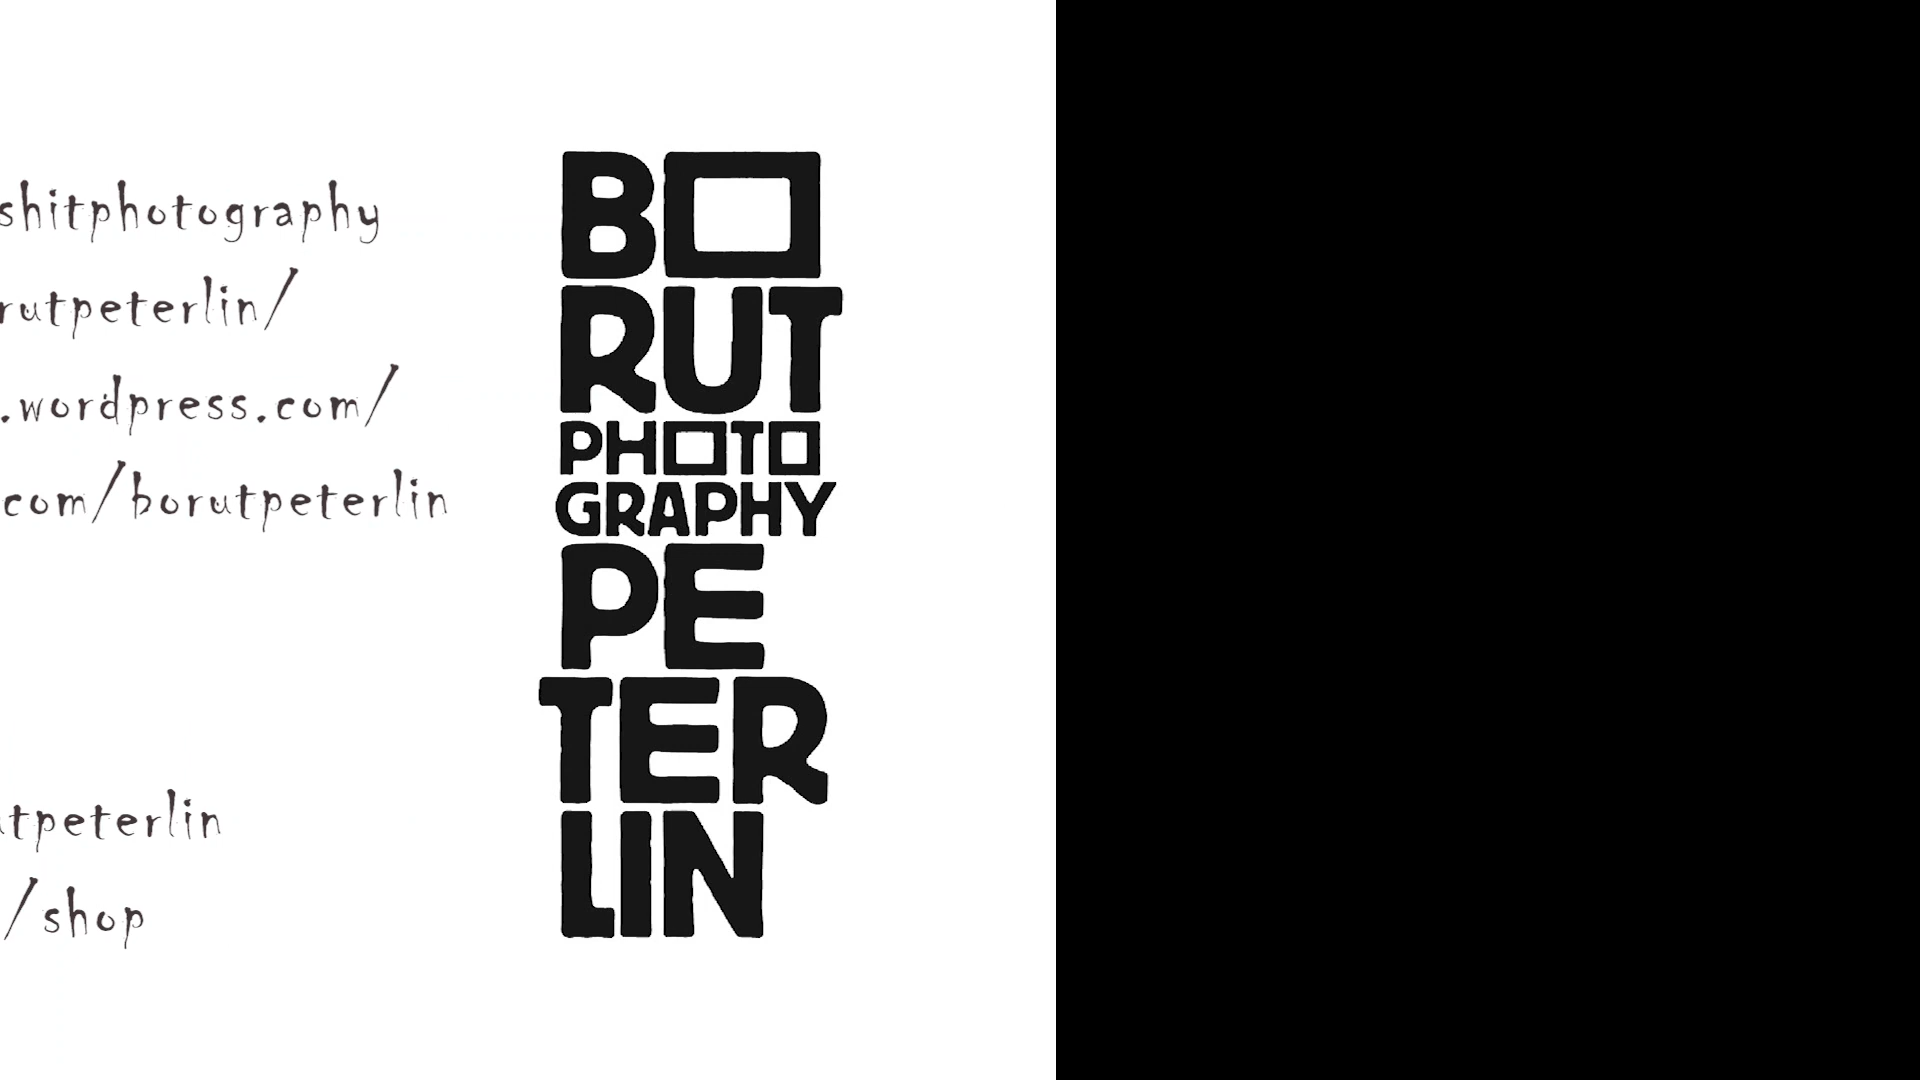 shitphotography
rutpeterlin/
.wordpress.com/
com/borutpeterlin
tpeterlin
/shop
BO
RUT
PHOTO
GRAPHY
PE
TER
LIN